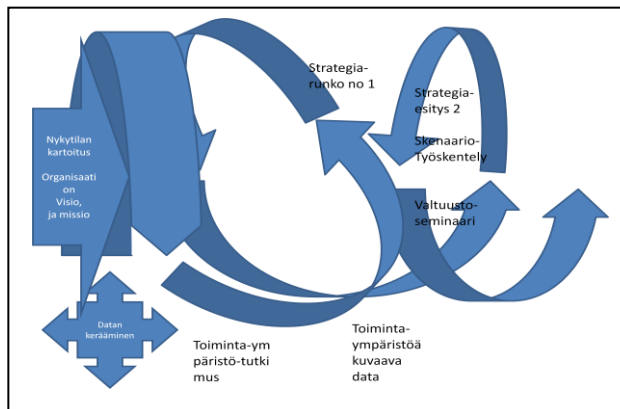 Nykytilan
kartoitus
Organisaati
on
Visio,
ja missio
Datan
kerääminen
Strategia-
runko no 1
Strategia-
esitys 2
Skenaario-
Työskentely
Valtuusto-
seminaari
Toiminta-ym
päristö-tutki
mus
Toiminta-
ympäristöä
kuvaava
data